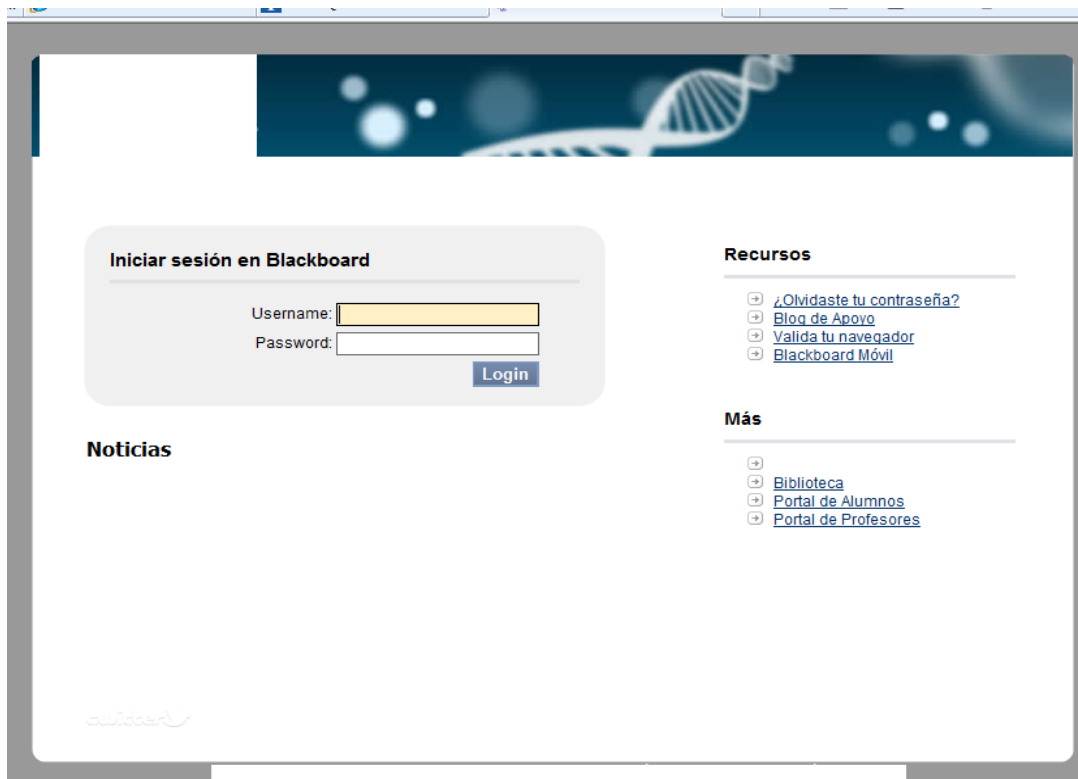 Iniciar sesión en Blackboard
Username:
Password:
Login
Noticias
Recursos
¿Olvidaste tu contraseña?
Blog de Apoyo
Valida tu navegador
Blackboard Móvil
Más
Biblioteca
Portal de Alumnos
Portal de Profesores
twitter